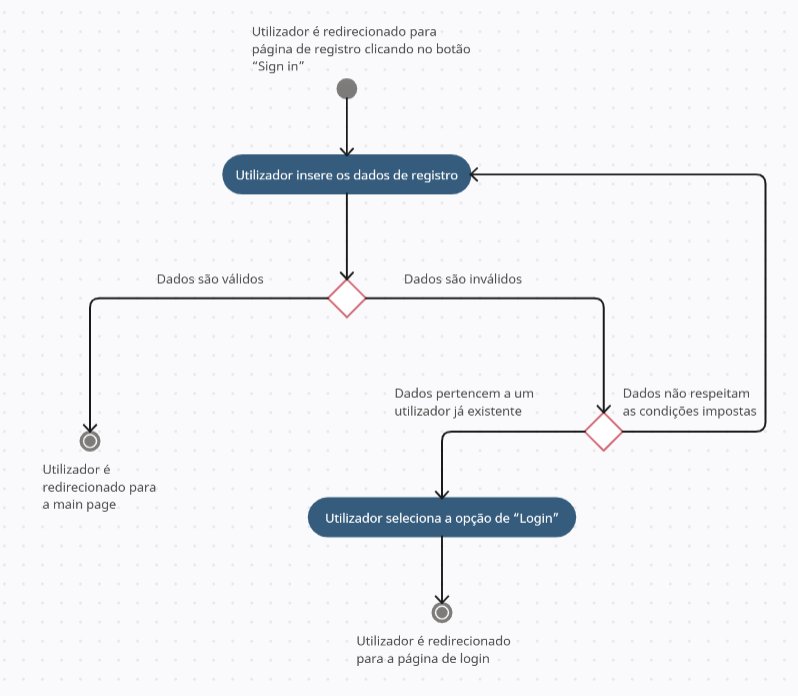 Utilizador é redirecionado para
página de registro clicando no botão
“Sign in”
Utilizador insere os dados de registro
Dados são válidos
Dados são inválidos
Dados pertencem a um
utilizador já existente
Dados não respeitam
as condições impostas
Utilizador é
redirecionado para
a main page
Utilizador seleciona a opção de “Login”
Utilizador é redirecionado
para a página de login